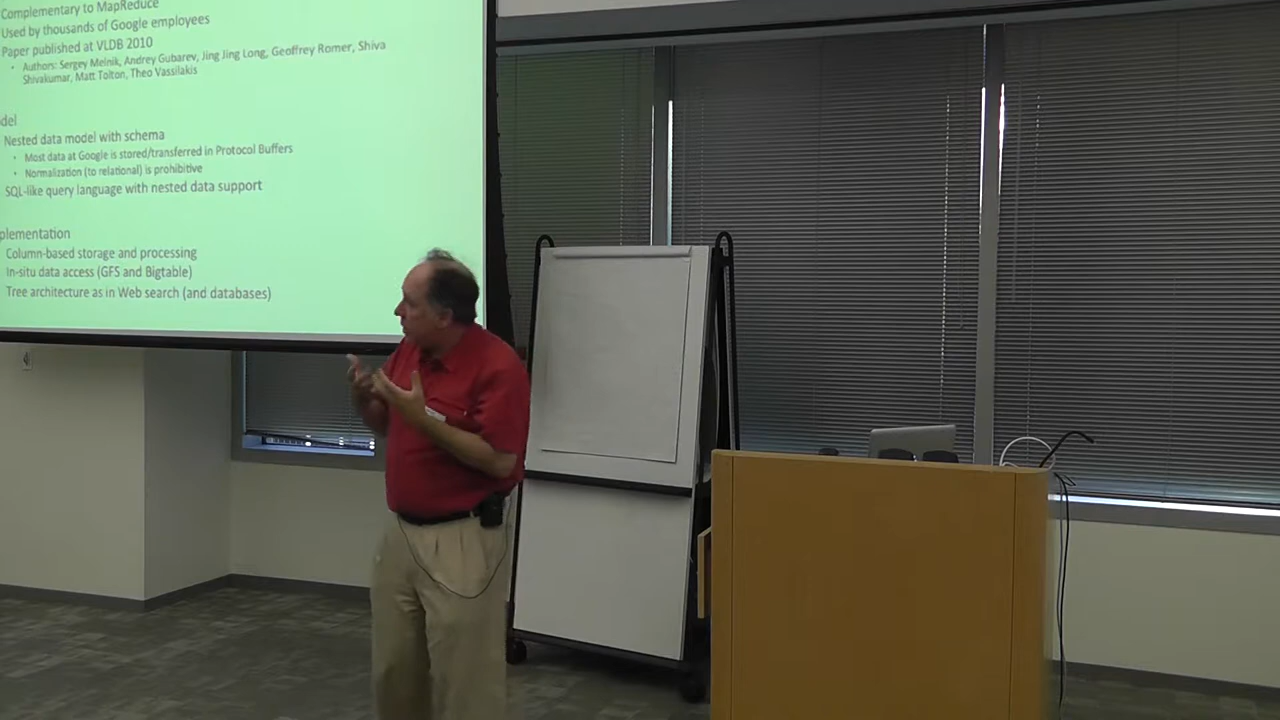 Complementary to MapReduce
Used by thousands of Google employees
Paper published at VLDB 2010
• Authors: Sergey Melnik, Andrey Gubarev, Jing Jing Long, Geoffrey Romer, Shiva
Shivakumar, Matt Tolton, Theo Vassilakis
del
Nested data model with schema
• Most data at Google is stored/transferred in Protocol Buffers
• Normalization (to relational) is prohibitive
SQL-like query language with nested data support
plementation
Column-based storage and processing
In-situ data access (GFS and Bigtable)
Tree architecture as in Web search (and databases)